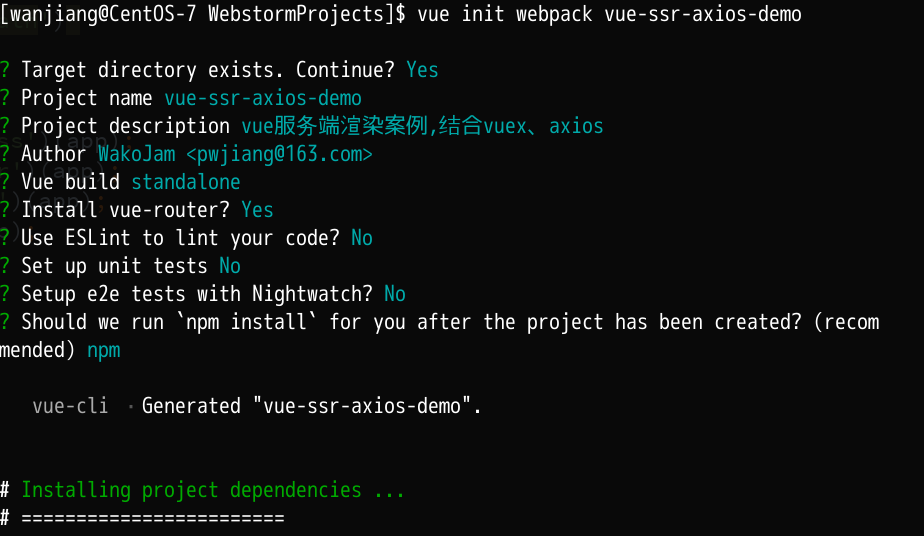 [wanjiang@CentOS-7 WebstormProjects]$ vue init webpack vue-ssr-axios-demo
? Target directory exists. Continue? Yes
? Project name vue-ssr-axios-demo
? Project description vue服务端渲染案例,结合vuex、axios
? Author WakoJam <pwjiang@163.com>
? Vue build standalone
? Install vue-router? Yes
? Use ESLint to lint your code? No
? Set up unit tests No
? Setup e2e tests with Nightwatch? No
? Should we run `npm install` for you after the project has been created? (recom
mended) npm
vue-cli · Generated "vue-ssr-axios-demo".
# Installing project dependencies ...
# ========================